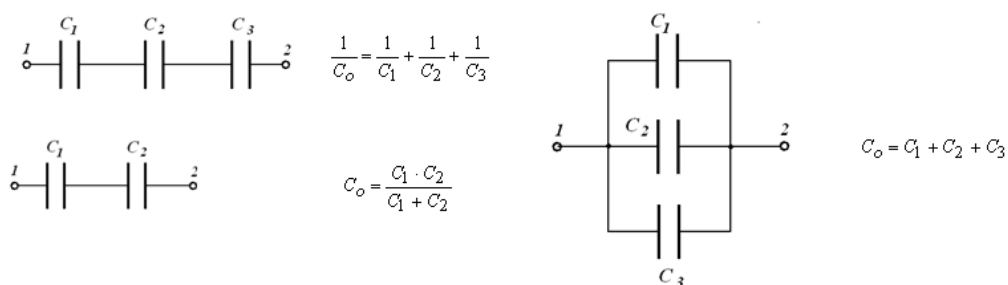 C₁ C₂ C₃
1 2
1/Cₒ = 1/C₁ + 1/C₂ + 1/C₃
C₁ C₂
1 2
Cₒ = C₁ · C₂ / C₁ + C₂
C₁
1 C₂ 2
C₃
Cₒ = C₁ + C₂ + C₃